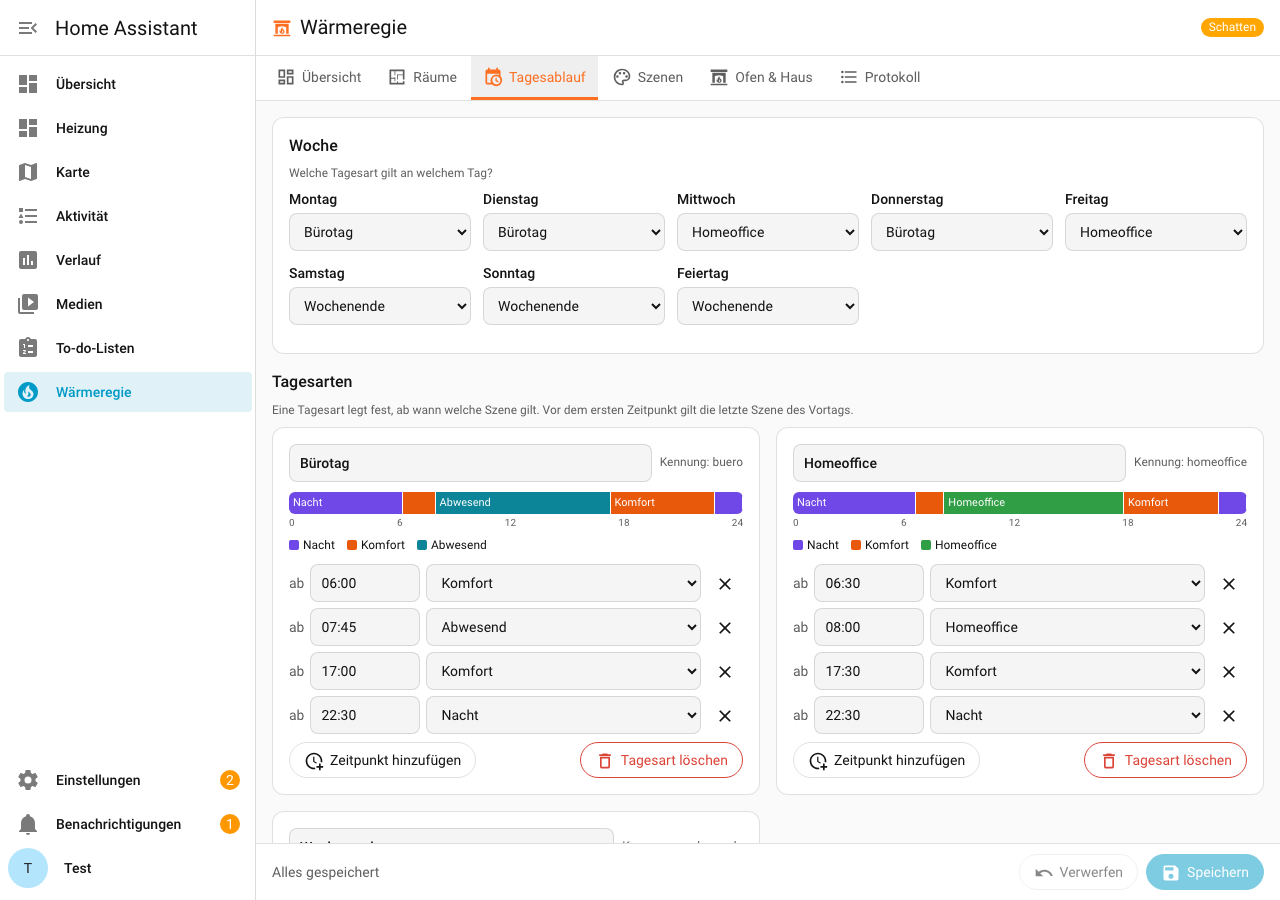 Home Assistant
Wärmeregie
Schatten
Übersicht
Heizung
Karte
Aktivität
Verlauf
Medien
To-do-Listen
Wärmeregie
Einstellungen 2
Benachrichtigungen 1
T Test
Übersicht Räume Tagesablauf Szenen Ofen & Haus Protokoll
Woche
Welche Tagesart gilt an welchem Tag?
Montag Dienstag Mittwoch Donnerstag Freitag
Bürotag Bürotag Homeoffice Bürotag Homeoffice
Samstag Sonntag Feiertag
Wochenende Wochenende Wochenende
Tagesarten
Eine Tagesart legt fest, ab wann welche Szene gilt. Vor dem ersten Zeitpunkt gilt die letzte Szene des Vortags.
Bürotag Kennung: buero
Nacht Abwesend Komfort
0 6 12 18 24
Nacht Komfort Abwesend
ab 06:00 Komfort
ab 07:45 Abwesend
ab 17:00 Komfort
ab 22:30 Nacht
Zeitpunkt hinzufügen Tagesart löschen
Homeoffice Kennung: homeoffice
Nacht Homeoffice Komfort
0 6 12 18 24
Nacht Komfort Homeoffice
ab 06:30 Komfort
ab 08:00 Homeoffice
ab 17:30 Komfort
ab 22:30 Nacht
Zeitpunkt hinzufügen Tagesart löschen
Alles gespeichert
Verwerfen Speichern